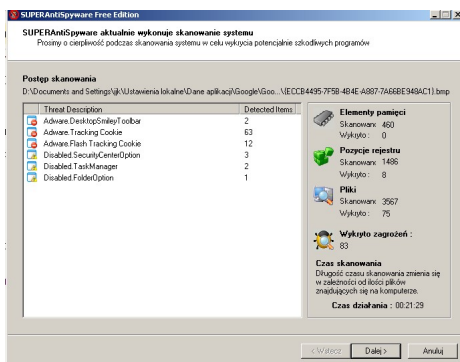 SUPERAntiSpyware Free Edition
SUPERAntiSpyware aktualnie wykonuje skanowanie systemu
Prosimy o cierpliwość podczas skanowania systemu w celu wykrycia potencjalnie szkodliwych programów
Postęp skanowania
D:\Documents and Settings\jik\Ustawienia lokalne\Dane aplikacji\Google\Goo...\{ECCB4495-7F5B-4B4E-A887-7A66BE948AC1}.bmp
Threat Description Detected Items
Adware.DesktopSmileyToolbar 2
Adware.Tracking Cookie 63
Adware.Flash Tracking Cookie 12
Disabled.SecurityCenterOption 3
Disabled.TaskManager 2
Disabled.FolderOption 1
Elementy pamięci
Skanowano: 460
Wykryto: 0
Pozycje rejestru
Skanowano: 1486
Wykryto: 8
Pliki
Skanowano: 3567
Wykryto: 75
Wykryto zagrożeń :
83
Czas skanowania
Długość czasu skanowania zmienia się
w zależności od ilości plików
znajdujących się na komputerze.
Czas działania : 00:21:29
< Wstecz
Dalej >
Anuluj